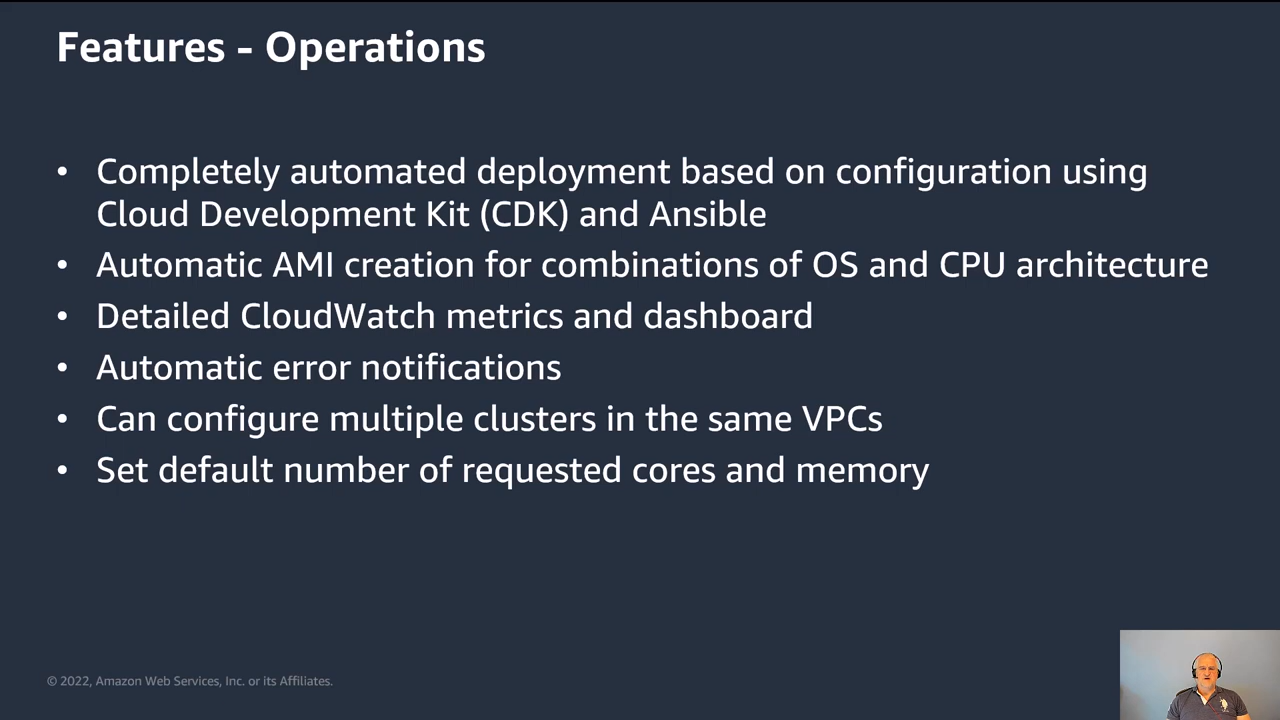 Features - Operations
• Completely automated deployment based on configuration using
Cloud Development Kit (CDK) and Ansible
• Automatic AMI creation for combinations of OS and CPU architecture
• Detailed CloudWatch metrics and dashboard
• Automatic error notifications
• Can configure multiple clusters in the same VPCs
• Set default number of requested cores and memory
© 2022, Amazon Web Services, Inc. or its Affiliates.